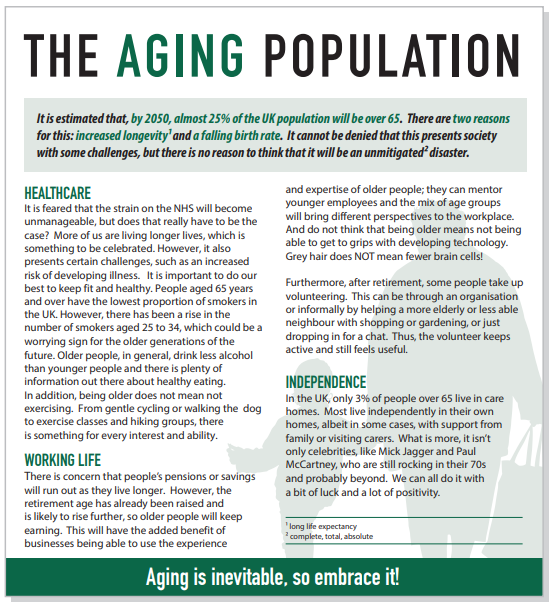 THE AGING POPULATION
It is estimated that, by 2050, almost 25% of the UK population will be over 65. There are two reasons
for this: increased longevity¹ and a falling birth rate. It cannot be denied that this presents society
with some challenges, but there is no reason to think that it will be an unmitigated² disaster.
HEALTHCARE
It is feared that the strain on the NHS will become
unmanageable, but does that really have to be the
case? More of us are living longer lives, which is
something to be celebrated. However, it also
presents certain challenges, such as an increased
risk of developing illness. It is important to do our
best to keep fit and healthy. People aged 65 years
and over have the lowest proportion of smokers in
the UK. However, there has been a rise in the
number of smokers aged 25 to 34, which could be a
worrying sign for the older generations of the
future. Older people, in general, drink less alcohol
than younger people and there is plenty of
information out there about healthy eating.
In addition, being older does not mean not
exercising. From gentle cycling or walking the dog
to exercise classes and hiking groups, there
is something for every interest and ability.
WORKING LIFE
There is concern that people's pensions or savings
will run out as they live longer. However, the
retirement age has already been raised and
is likely to rise further, so older people will keep
earning. This will have the added benefit of
businesses being able to use the experience
and expertise of older people; they can mentor
younger employees and the mix of age groups
will bring different perspectives to the workplace.
And do not think that being older means not being
able to get to grips with developing technology.
Grey hair does NOT mean fewer brain cells!
Furthermore, after retirement, some people take up
volunteering. This can be through an organisation
or informally by helping a more elderly or less able
neighbour with shopping or gardening, or just
dropping in for a chat. Thus, the volunteer keeps
active and still feels useful.
INDEPENDENCE
In the UK, only 3% of people over 65 live in care
homes. Most live independently in their own
homes, albeit in some cases, with support from
family or visiting carers. What is more, it isn't
only celebrities, like Mick Jagger and Paul
McCartney, who are still rocking in their 70s
and probably beyond. We can all do it with
a bit of luck and a lot of positivity.
¹ long life expectancy
² complete, total, absolute
Aging is inevitable, so embrace it!